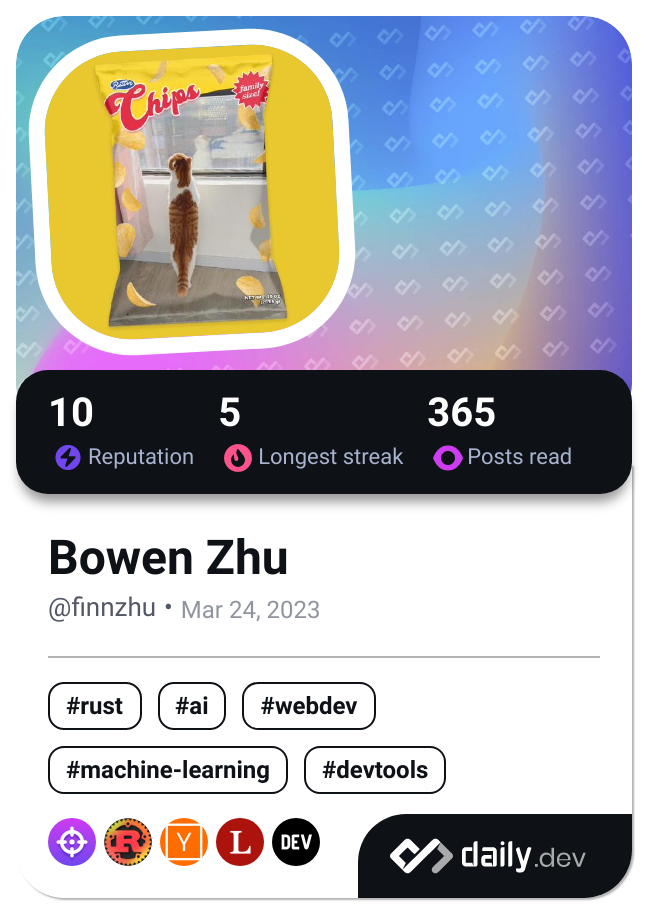 Chips
family
size!
10 5 365
Reputation Longest streak Posts read
Bowen Zhu
@finnzhu • Mar 24, 2023
#rust #ai #webdev
#machine-learning #devtools
R Y L DEV
daily.dev